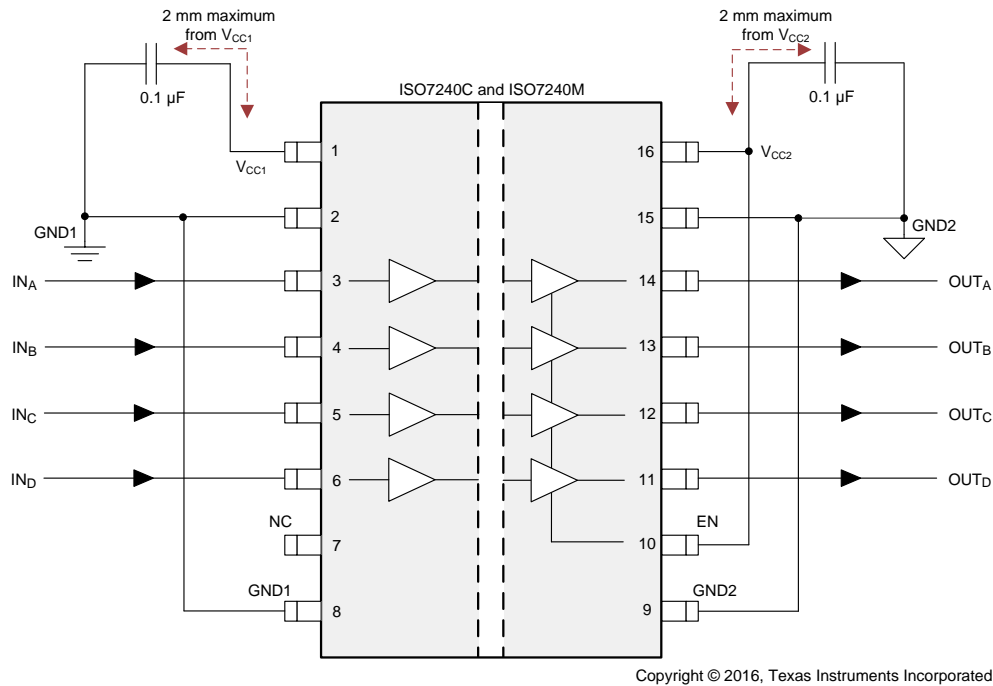 2 mm maximum
from VCC1
2 mm maximum
from VCC2
0.1 µF
0.1 µF
ISO7240C and ISO7240M
VCC1
1
16
VCC2
GND1
2
15
GND2
INA
3
14
OUTA
INB
4
13
OUTB
INC
5
12
OUTC
IND
6
11
OUTD
NC
7
EN
10
GND1
8
GND2
9
Copyright © 2016, Texas Instruments Incorporated